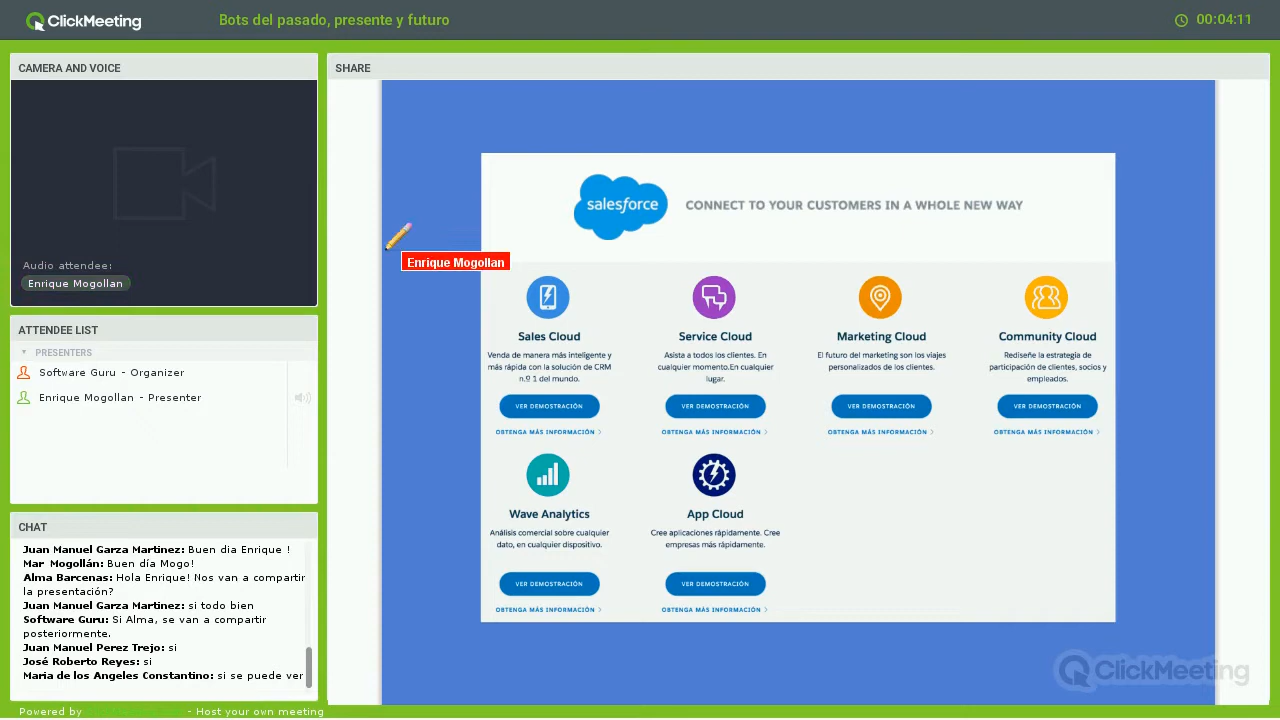 ClickMeeting
Bots del pasado, presente y futuro
00:04:11
CAMERA AND VOICE
Audio attendee:
Enrique Mogollan
ATTENDEE LIST
PRESENTERS
Software Guru - Organizer
Enrique Mogollan - Presenter
CHAT
Juan Manuel Garza Martinez: Buen dia Enrique !
Mar Mogollán: Buen día Mogo!
Alma Barcenas: Hola Enrique! Nos van a compartir
la presentación?
Juan Manuel Garza Martinez: si todo bien
Software Guru: Si Alma, se van a compartir
posteriormente.
Juan Manuel Perez Trejo: si
José Roberto Reyes: si
Maria de los Angeles Constantino: si se puede ver
SHARE
salesforce
CONNECT TO YOUR CUSTOMERS IN A WHOLE NEW WAY
Enrique Mogollan
Sales Cloud
Venda de manera más inteligente y
más rápida con la solución de CRM
n.º 1 del mundo.
VER DEMOSTRACIÓN
OBTENGA MÁS INFORMACIÓN >
Service Cloud
Asista a todos los clientes. En
cualquier momento.En cualquier
lugar.
VER DEMOSTRACIÓN
OBTENGA MÁS INFORMACIÓN >
Marketing Cloud
El futuro del marketing son los viajes
personalizados de los clientes.
VER DEMOSTRACIÓN
OBTENGA MÁS INFORMACIÓN >
Community Cloud
Rediseñe la estrategia de
participación de clientes, socios y
empleados.
VER DEMOSTRACIÓN
OBTENGA MÁS INFORMACIÓN >
Wave Analytics
Análisis comercial sobre cualquier
dato, en cualquier dispositivo.
VER DEMOSTRACIÓN
OBTENGA MÁS INFORMACIÓN >
App Cloud
Cree aplicaciones rápidamente. Cree
empresas más rápidamente.
VER DEMOSTRACIÓN
OBTENGA MÁS INFORMACIÓN >
ClickMeeting
Powered by - Host your own meeting